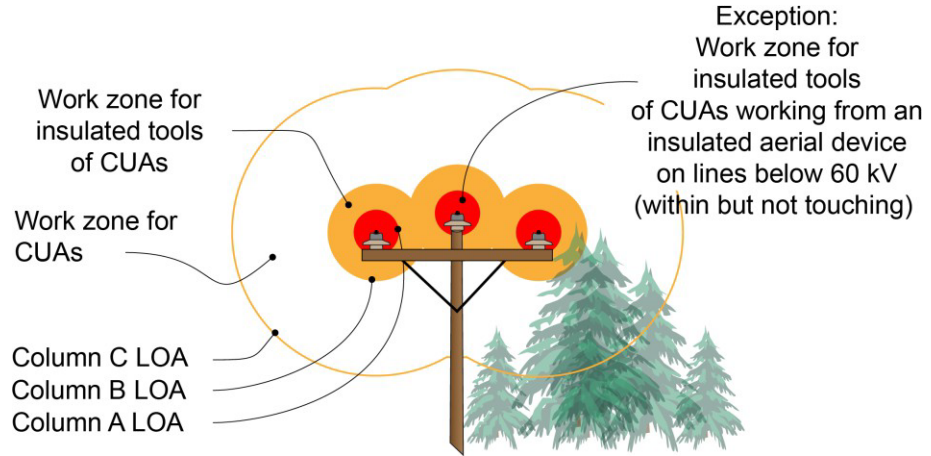 Exception:
Work zone for
insulated tools
of CUAs working from an
insulated aerial device
on lines below 60 kV
(within but not touching)
Work zone for
insulated tools
of CUAs
Work zone for
CUAs
Column C LOA
Column B LOA
Column A LOA